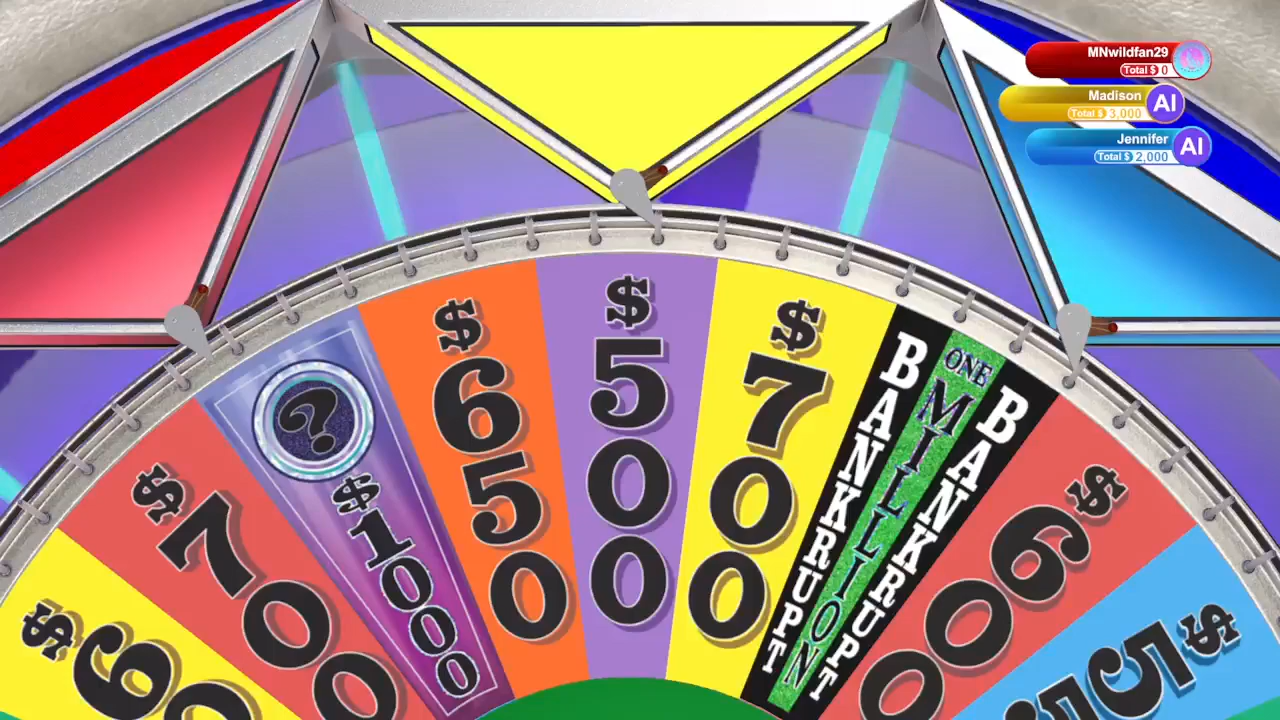 MNwildfan29
Total $ 0
Madison
AI
Total $ 3,000
Jennifer
AI
Total $ 2,000
$700
?
$1000
$650
$500
$700
BANKRUPT
ONE MILLION
BANKRUPT
$900